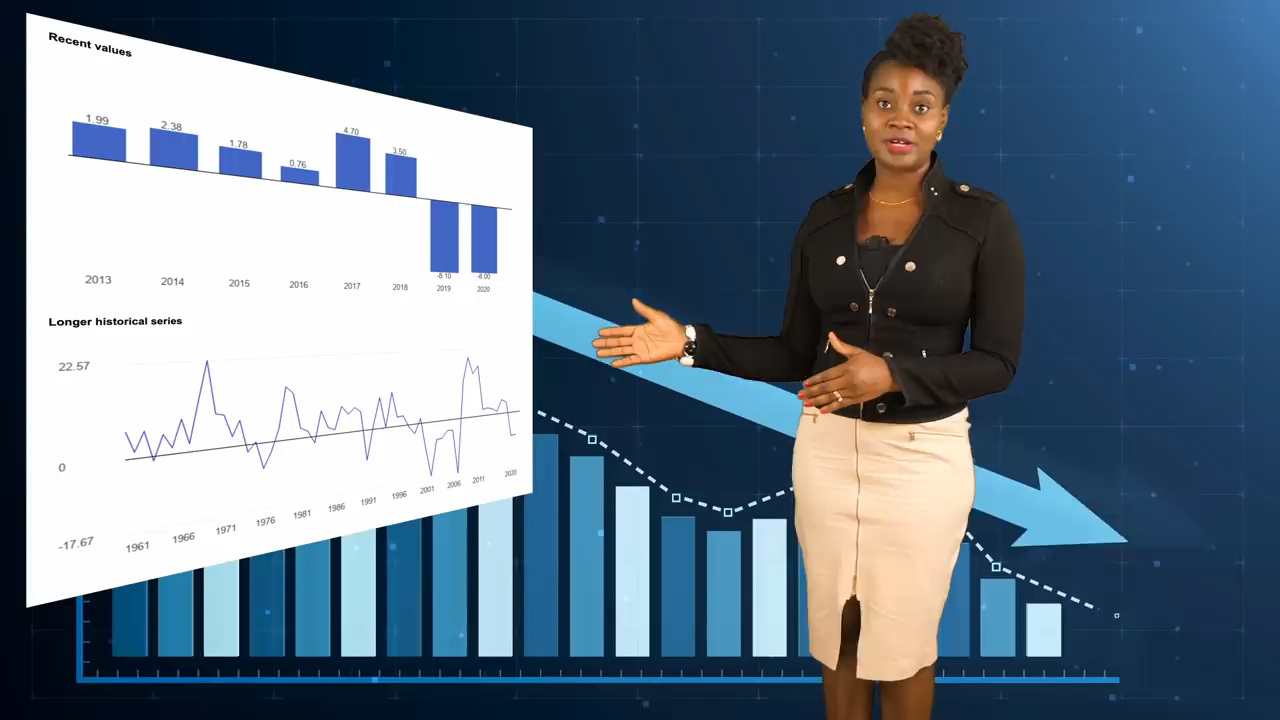 Recent values
1.99
2.38
1.78
0.76
4.70
3.50
-8.10
-8.00
2013 2014 2015 2016 2017 2018 2019 2020
Longer historical series
22.57
0
-17.67
1961 1966 1971 1976 1981 1986 1991 1996 2001 2006 2011 2020